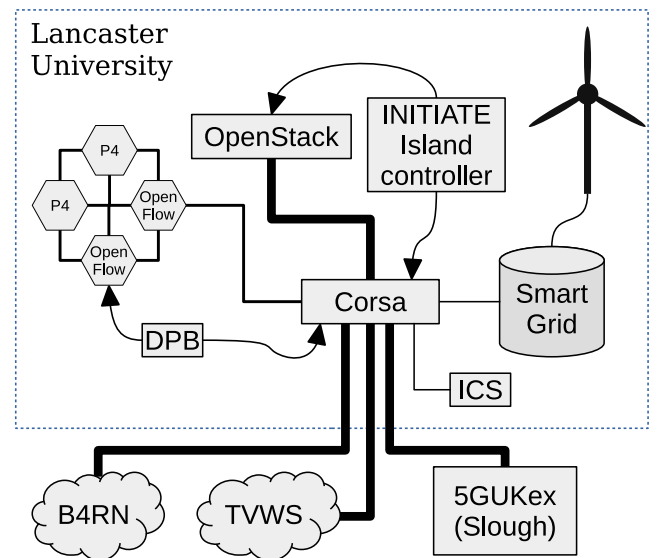 Lancaster
University
OpenStack
INITIATE
Island
controller
P4
P4
Open
Flow
Open
Flow
Corsa
Smart
Grid
DPB
ICS
B4RN
TVWS
5GUKex
(Slough)